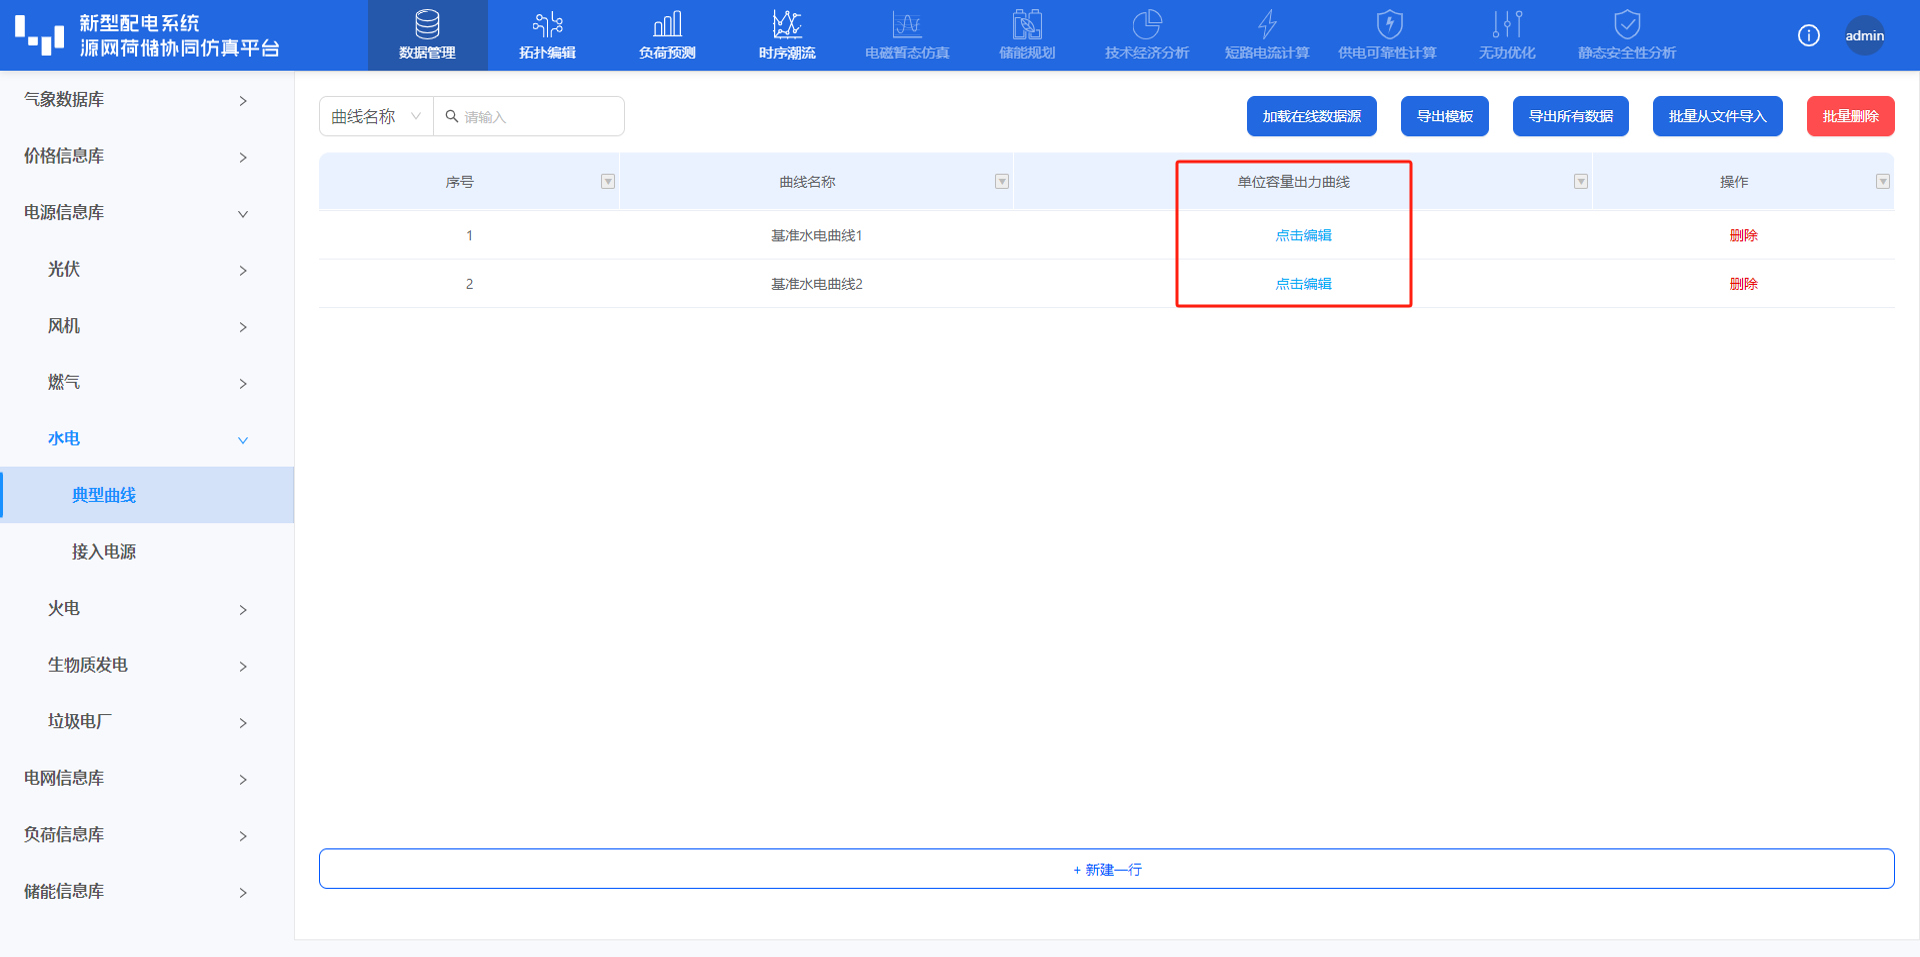 新型配电系统
源网荷储协同仿真平台
数据管理
拓扑编辑
负荷预测
时序潮流
电磁暂态仿真
储能规划
技术经济分析
短路电流计算
供电可靠性计算
无功优化
静态安全性分析
admin
气象数据库
价格信息库
电源信息库
光伏
风机
燃气
水电
典型曲线
接入电源
火电
生物质发电
垃圾电厂
电网信息库
负荷信息库
储能信息库
曲线名称 请输入
加载在线数据源 导出模板 导出所有数据 批量从文件导入 批量删除
序号 曲线名称 单位容量出力曲线 操作
1 基准水电曲线1 点击编辑 删除
2 基准水电曲线2 点击编辑 删除
+ 新建一行